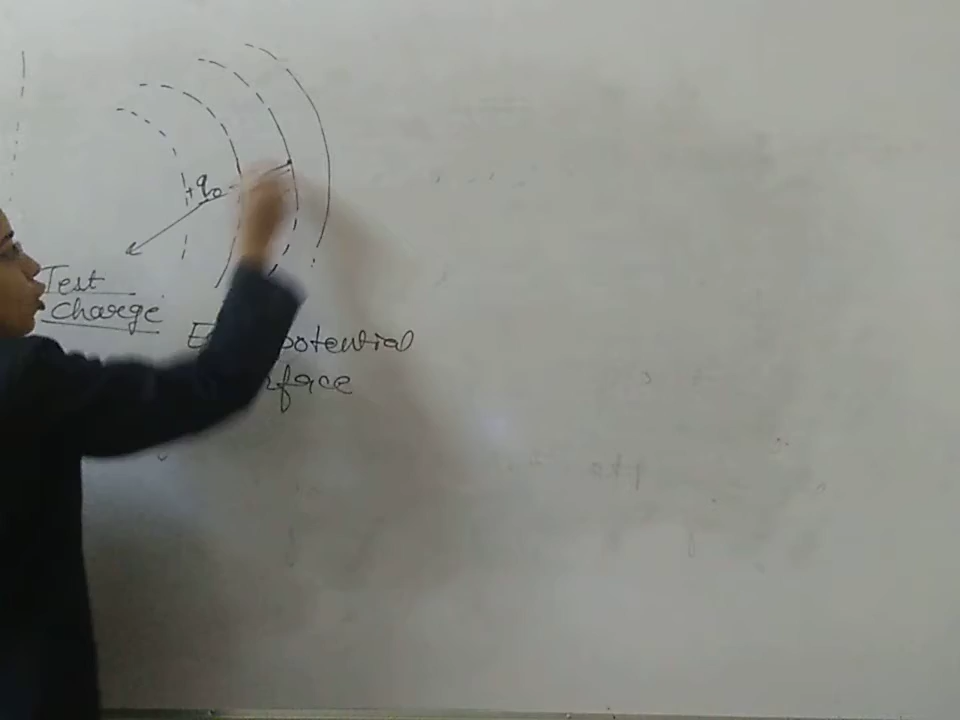 +q₀
Test
charge
potential